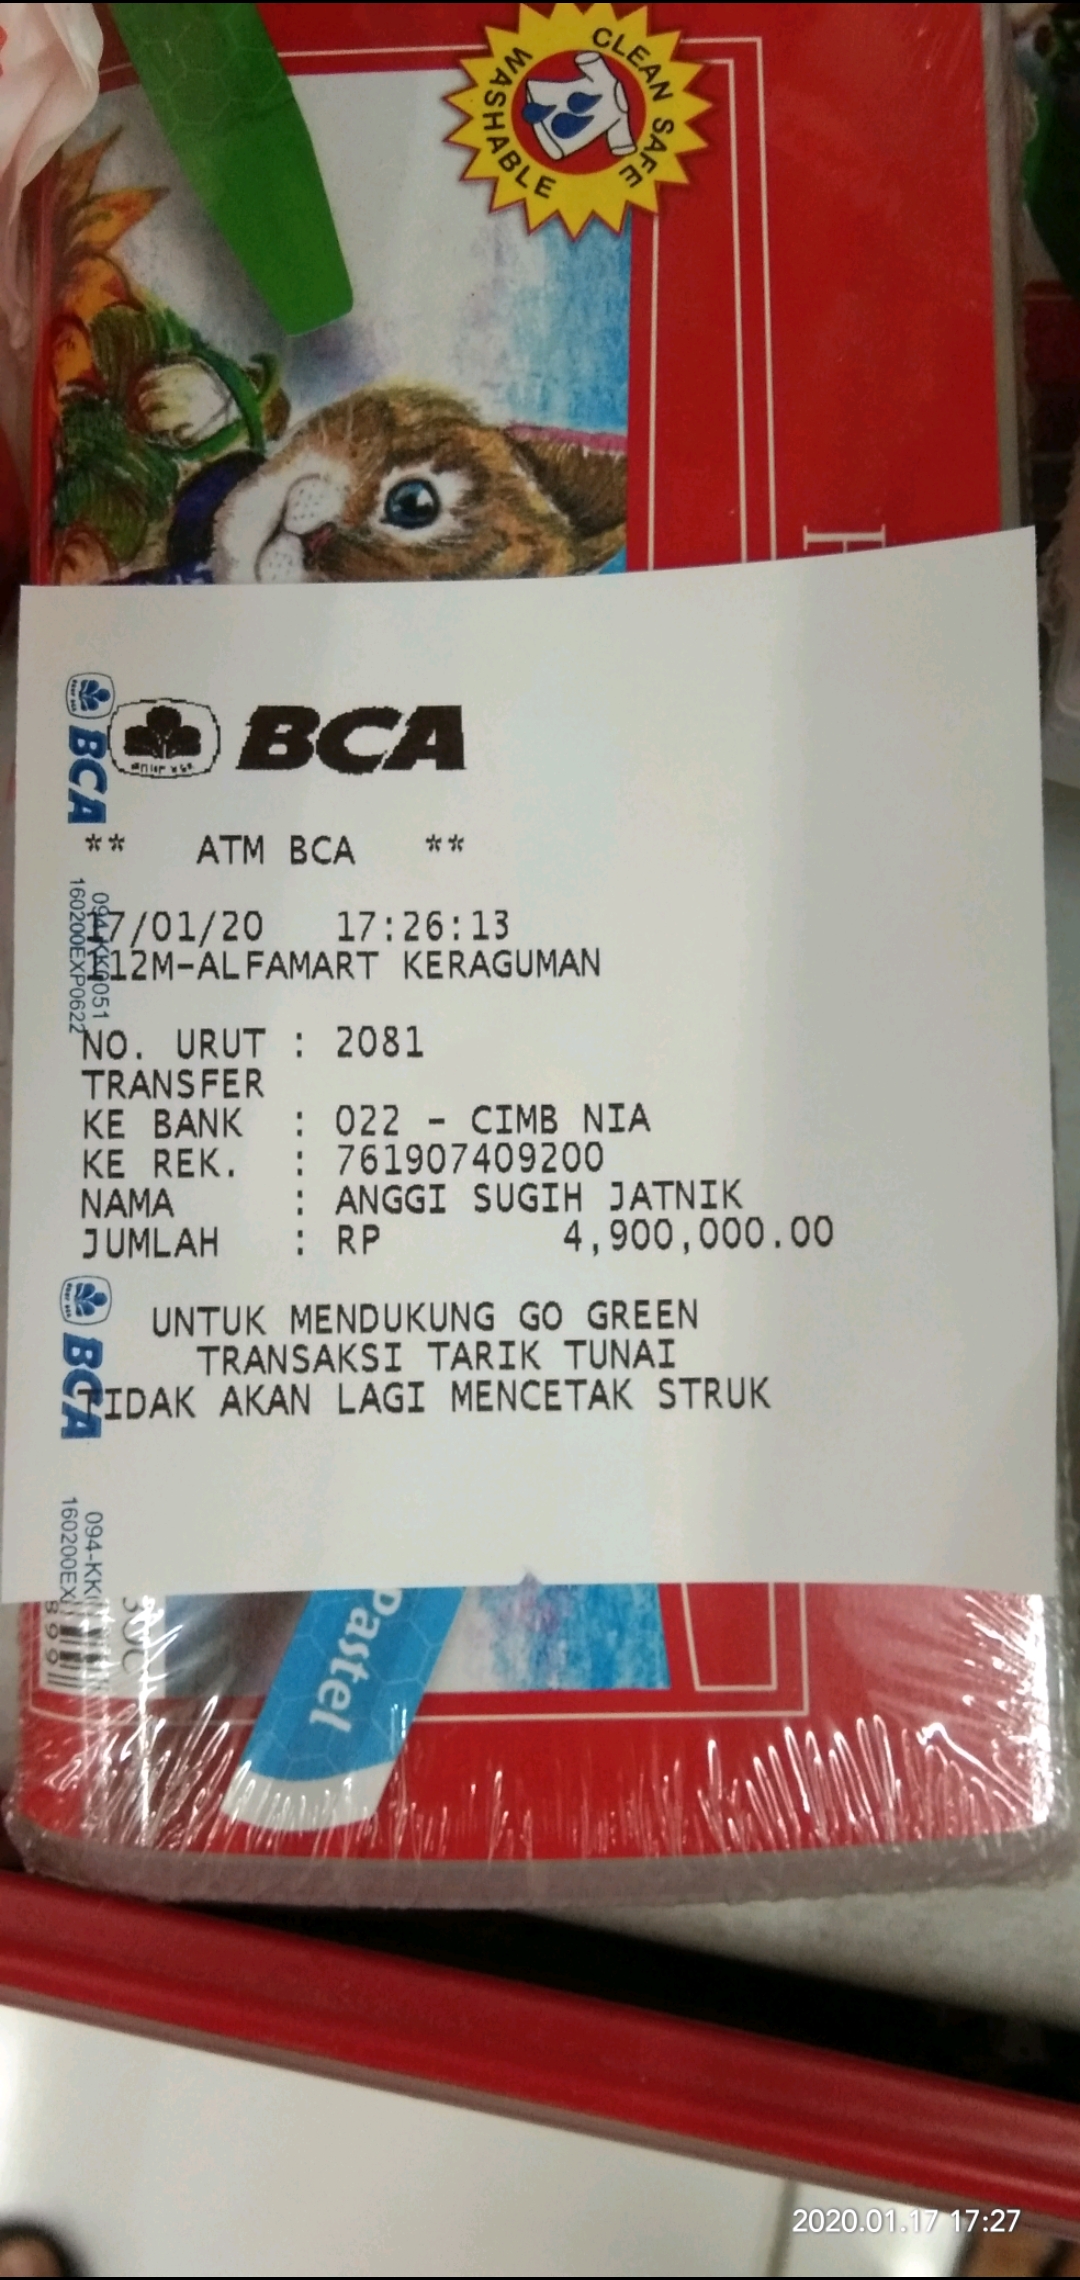 CLEAN SAFE
WASHABLE
H
BCA
BCA
** ATM BCA **
17/01/20 17:26:13
112M-ALFAMART KERAGUMAN
094-KK0051
160200EXP0622
NO. URUT : 2081
TRANSFER
KE BANK : 022 - CIMB NIA
KE REK. : 761907409200
NAMA : ANGGI SUGIH JATNIK
JUMLAH : RP 4,900,000.00
BCA
UNTUK MENDUKUNG GO GREEN
TRANSAKSI TARIK TUNAI
TIDAK AKAN LAGI MENCETAK STRUK
094-KK
160200EX
899
Pastel
2020.01.17 17:27